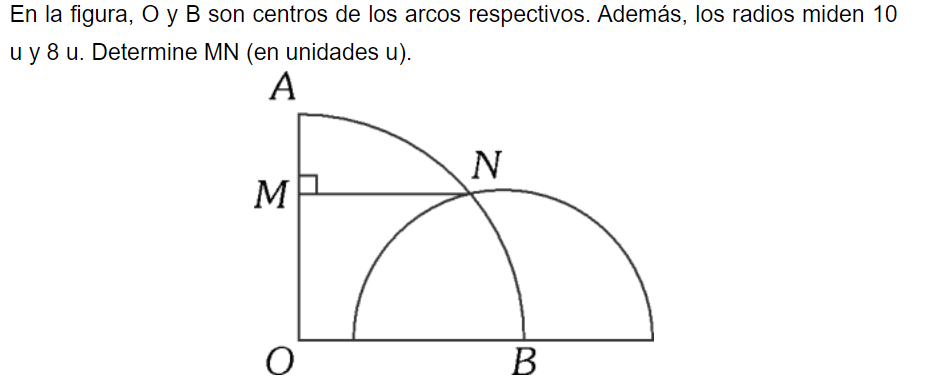 En la figura, O y B son centros de los arcos respectivos. Además, los radios miden 10
u y 8 u. Determine MN (en unidades u).
A
N
M
O
B